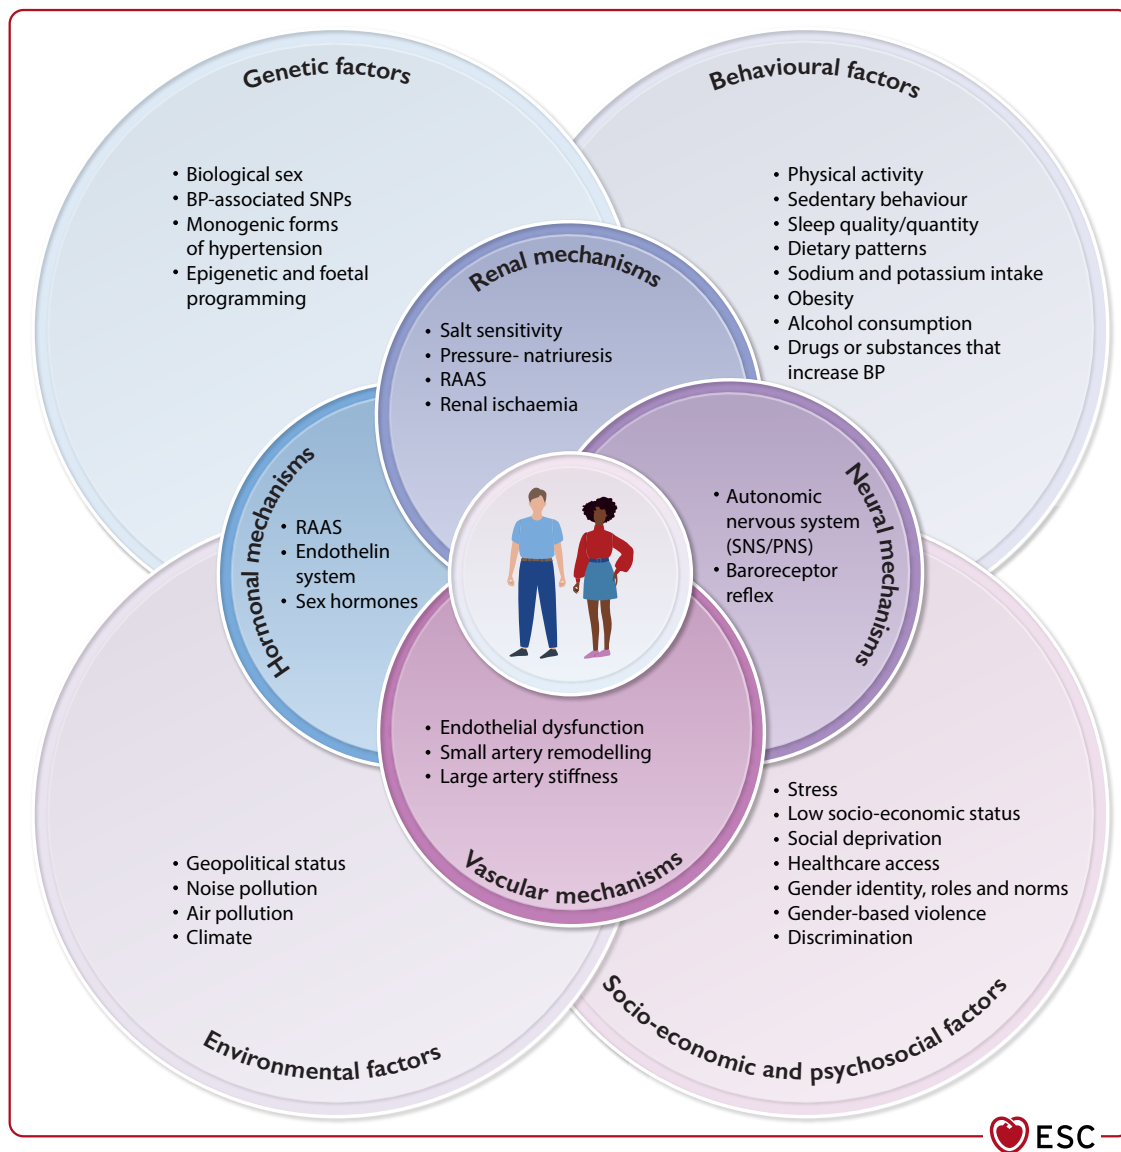 Genetic factors
• Biological sex
• BP-associated SNPs
• Monogenic forms
of hypertension
• Epigenetic and foetal
programming
Behavioural factors
• Physical activity
• Sedentary behaviour
• Sleep quality/quantity
• Dietary patterns
• Sodium and potassium intake
• Obesity
• Alcohol consumption
• Drugs or substances that
increase BP
Renal mechanisms
• Salt sensitivity
• Pressure- natriuresis
• RAAS
• Renal ischaemia
Hormonal mechanisms
• RAAS
• Endothelin
system
• Sex hormones
Neural mechanisms
• Autonomic
nervous system
(SNS/PNS)
• Baroreceptor
reflex
• Endothelial dysfunction
• Small artery remodelling
• Large artery stiffness
Vascular mechanisms
• Geopolitical status
• Noise pollution
• Air pollution
• Climate
Environmental factors
• Stress
• Low socio-economic status
• Social deprivation
• Healthcare access
• Gender identity, roles and norms
• Gender-based violence
• Discrimination
Socio-economic and psychosocial factors
ESC